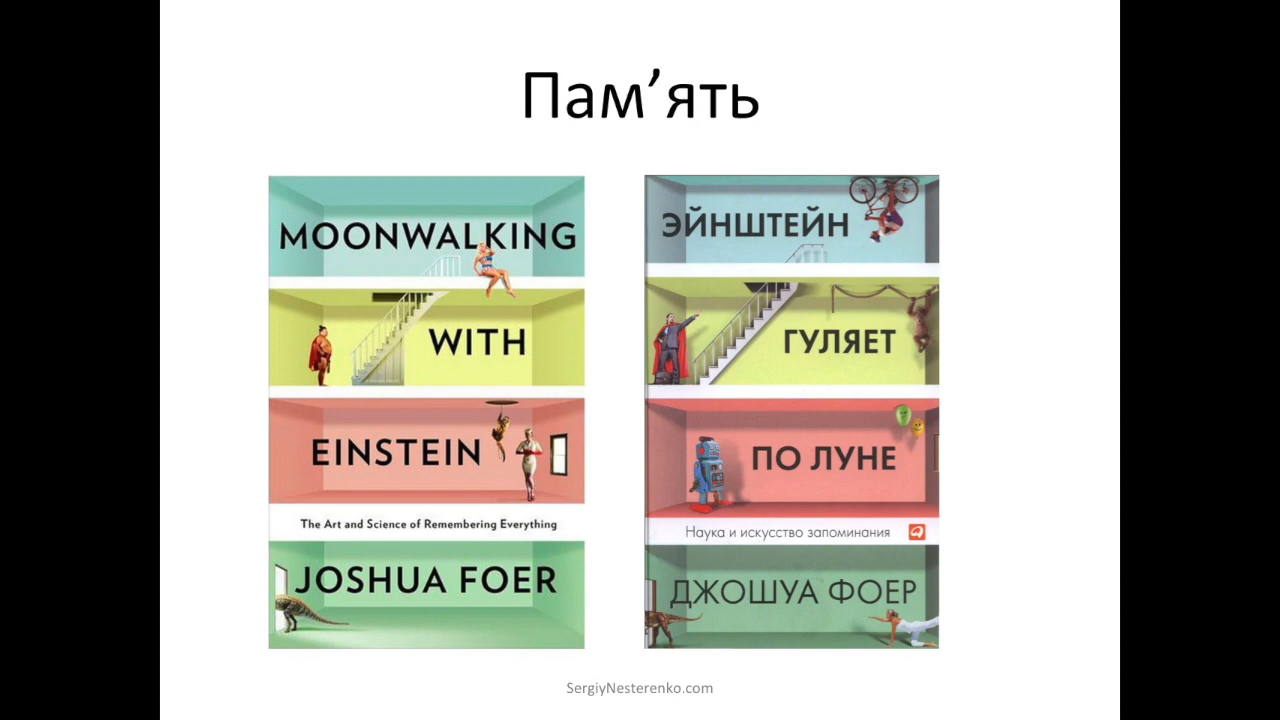 Пам’ять
MOONWALKING
WITH
EINSTEIN
The Art and Science of Remembering Everything
JOSHUA FOER
ЭЙНШТЕЙН
ГУЛЯЕТ
ПО ЛУНЕ
Наука и искусство запоминания
ДЖОШУА ФОЕР
SergiyNesterenko.com